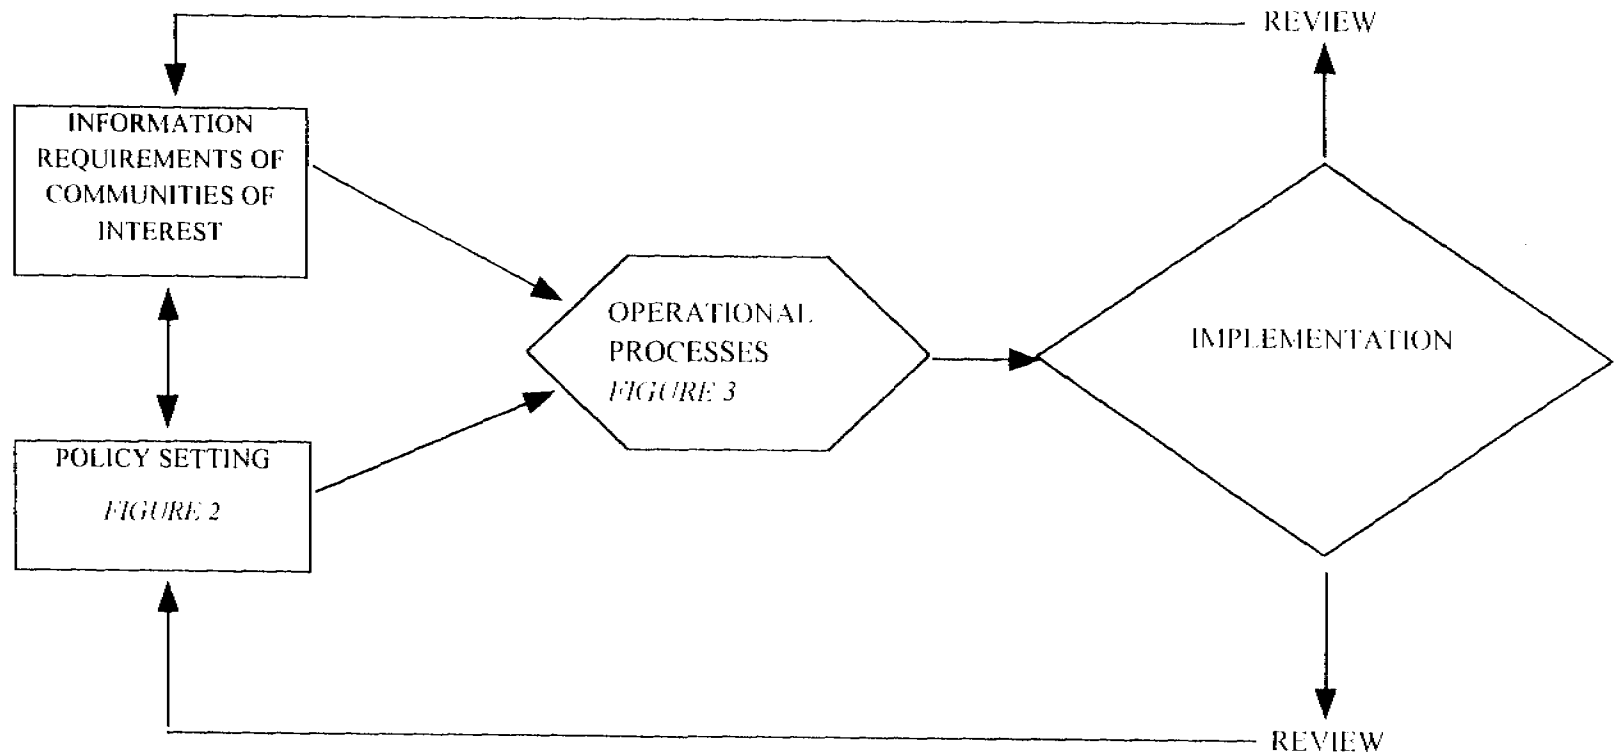 REVIEW
INFORMATION
REQUIREMENTS OF
COMMUNITIES OF
INTEREST
OPERATIONAL
PROCESSES
FIGURE 3
IMPLEMENTATION
POLICY SETTING
FIGURE 2
REVIEW